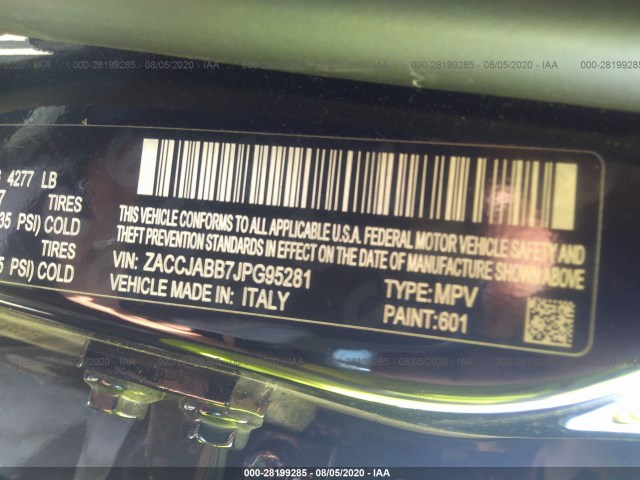 000-28199285 - 08/05/2020 - IAA
4277 LB
7 TIRES
35 PSI) COLD
TIRES
5 PSI) COLD
THIS VEHICLE CONFORMS TO ALL APPLICABLE U.S.A. FEDERAL MOTOR VEHICLE SAFETY AND
THEFT PREVENTION STANDARDS IN EFFECT ON THE DATE OF MANUFACTURE SHOWN ABOVE
VIN: ZACCJABB7JPG95281
VEHICLE MADE IN: ITALY
TYPE: MPV
PAINT: 601
000-28199285 - 08/05/2020 - IAA